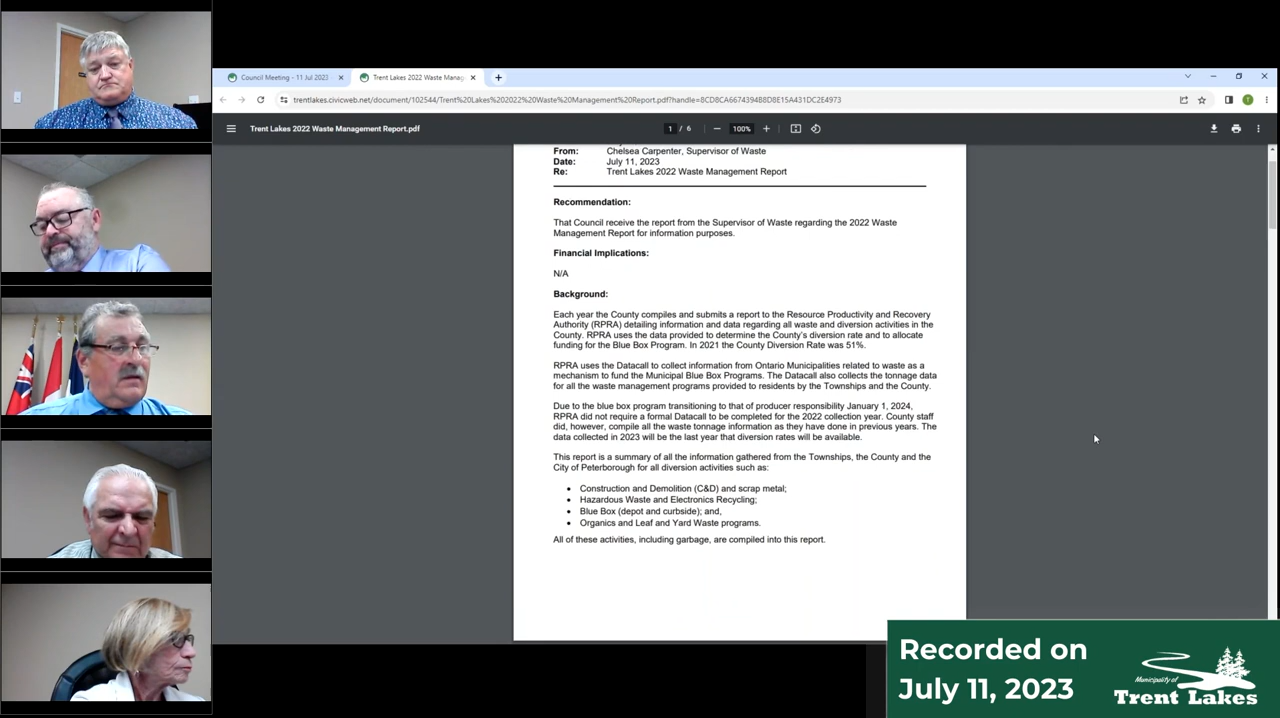 Council Meeting - 11 Jul 2023
Trent Lakes 2022 Waste Manag
trentlakes.civicweb.net/document/102544/Trent%20Lakes%202022%20Waste%20Management%20Report.pdf?handle=8CD8CA6674394B8D8E15A431DC2E4973
T
Trent Lakes 2022 Waste Management Report.pdf
1 / 6
100%
From: Chelsea Carpenter, Supervisor of Waste
Date: July 11, 2023
Re: Trent Lakes 2022 Waste Management Report
Recommendation:
That Council receive the report from the Supervisor of Waste regarding the 2022 Waste
Management Report for information purposes.
Financial Implications:
N/A
Background:
Each year the County compiles and submits a report to the Resource Productivity and Recovery
Authority (RPRA) detailing information and data regarding all waste and diversion activities in the
County. RPRA uses the data provided to determine the County's diversion rate and to allocate
funding for the Blue Box Program. In 2021 the County Diversion Rate was 51%.
RPRA uses the Datacall to collect information from Ontario Municipalities related to waste as a
mechanism to fund the Municipal Blue Box Programs. The Datacall also collects the tonnage data
for all the waste management programs provided to residents by the Townships and the County.
Due to the blue box program transitioning to that of producer responsibility January 1, 2024,
RPRA did not require a formal Datacall to be completed for the 2022 collection year. County staff
did, however, compile all the waste tonnage information as they have done in previous years. The
data collected in 2023 will be the last year that diversion rates will be available.
This report is a summary of all the information gathered from the Townships, the County and the
City of Peterborough for all diversion activities such as:
• Construction and Demolition (C&D) and scrap metal;
• Hazardous Waste and Electronics Recycling;
• Blue Box (depot and curbside); and,
• Organics and Leaf and Yard Waste programs.
All of these activities, including garbage, are compiled into this report.
Recorded on
July 11, 2023
Municipality of
Trent Lakes